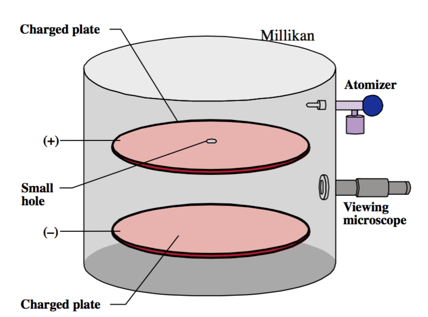 Charged plate
Millikan
Atomizer
(+)
Small
hole
Viewing
microscope
(–)
Charged plate